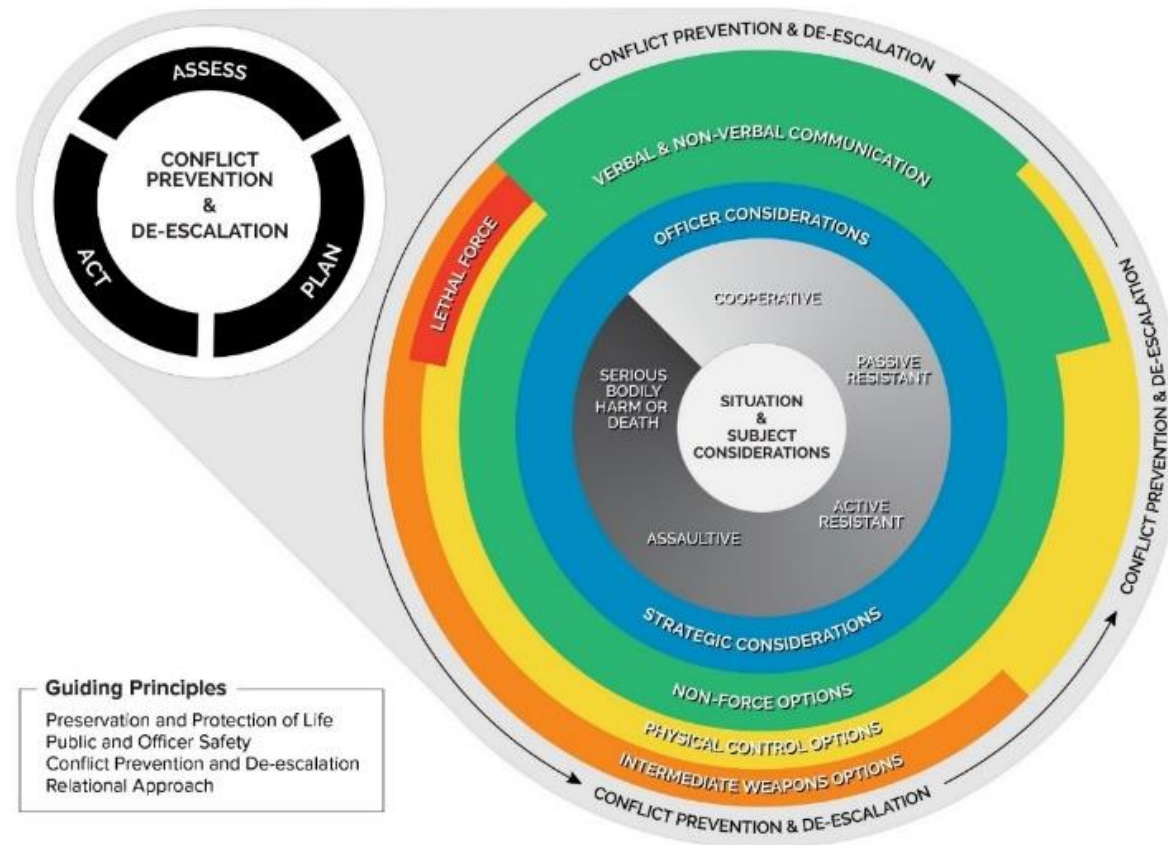 ASSESS
CONFLICT
PREVENTION
&
DE-ESCALATION
ACT
PLAN
CONFLICT PREVENTION & DE-ESCALATION
VERBAL & NON-VERBAL COMMUNICATION
OFFICER CONSIDERATIONS
LETHAL FORCE
COOPERATIVE
PASSIVE
RESISTANT
SERIOUS
BODILY
HARM OR
DEATH
SITUATION
&
SUBJECT
CONSIDERATIONS
ACTIVE
RESISTANT
ASSAULTIVE
CONFLICT PREVENTION & DE-ESCALATION
STRATEGIC CONSIDERATIONS
NON-FORCE OPTIONS
PHYSICAL CONTROL OPTIONS
INTERMEDIATE WEAPONS OPTIONS
CONFLICT PREVENTION & DE-ESCALATION
Guiding Principles
Preservation and Protection of Life
Public and Officer Safety
Conflict Prevention and De-escalation
Relational Approach